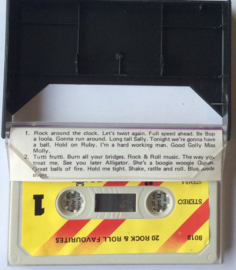 1. Rock around the clock. Let's twist again. Full speed ahead. Be Bop
a loola. Gonna run around. Long tall Sally. Tonight we're gonna have
a ball. Hold on Ruby. I'm a hard working man. Good Golly Miss
Molly.
2. Tutti frutti. Burn all your bridges. Rock & Roll music. The way you
treat me. See you later Alligator. She's a boogie woogie Queen.
Great balls of fire. Hold me tight. Shake, rattle and roll. Blue suede
shoes.
STEREO
1
STEREO
8018
20 ROCK & ROLL FAVOURITES